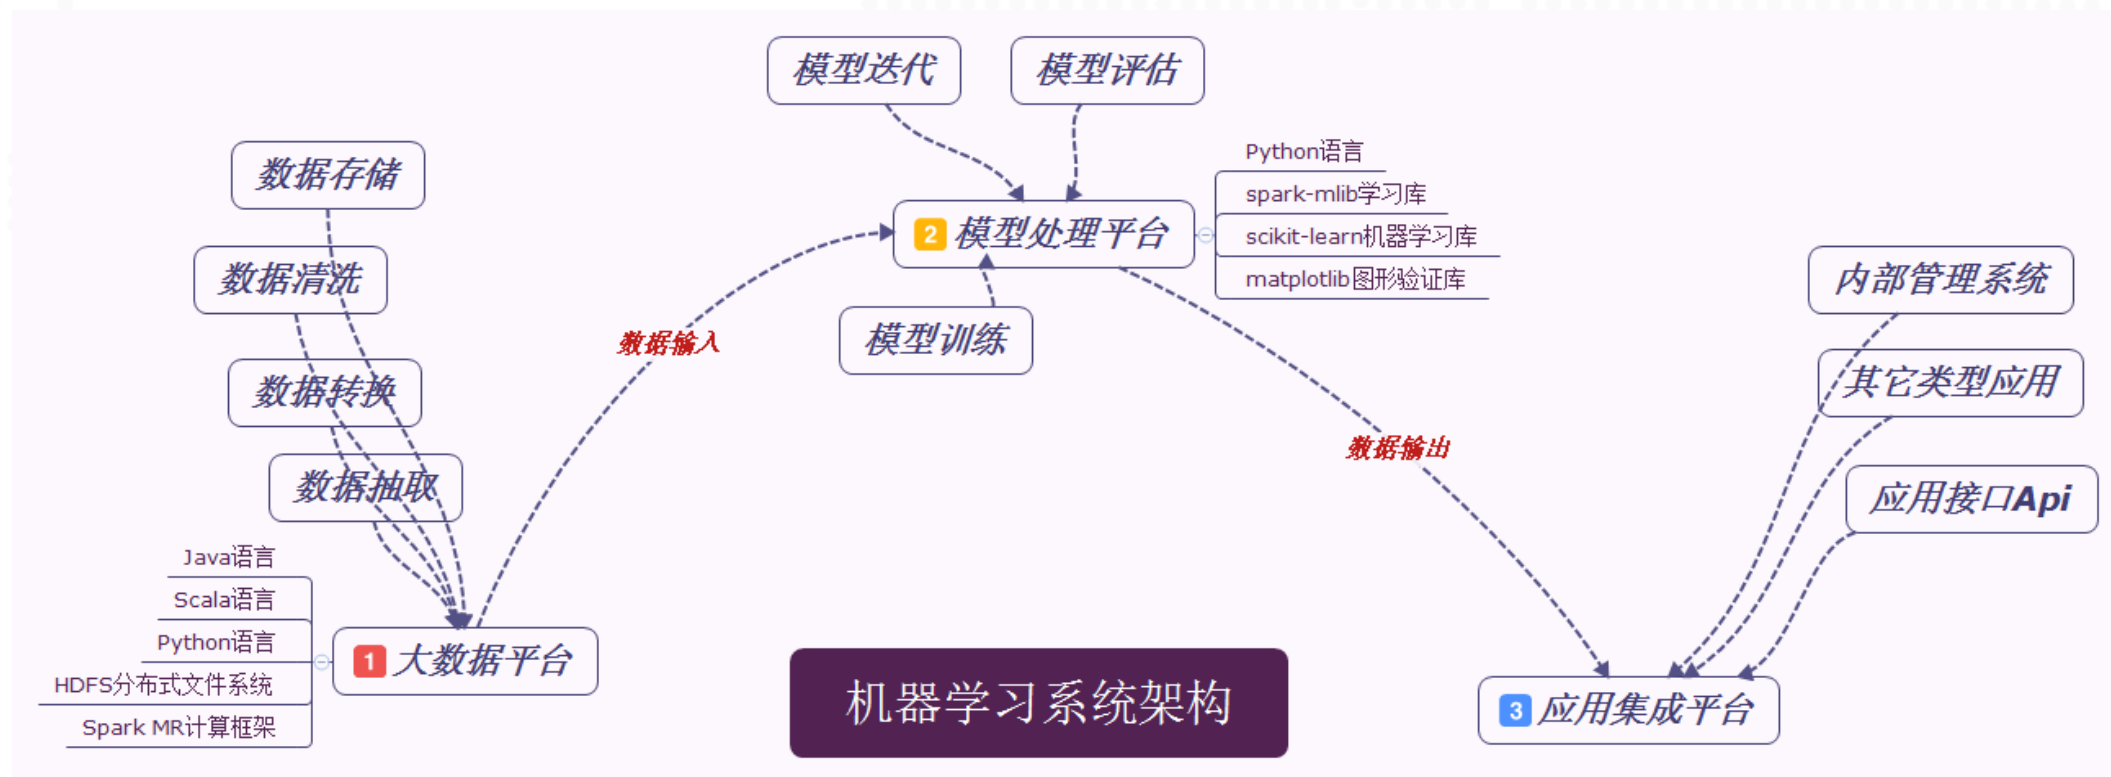 模型迭代
模型评估
数据存储
数据清洗
数据转换
数据抽取
Java语言
Scala语言
Python语言
HDFS分布式文件系统
Spark MR计算框架
1 大数据平台
数据输入
2 模型处理平台
Python语言
spark-mlib学习库
scikit-learn机器学习库
matplotlib图形验证库
模型训练
数据输出
内部管理系统
其它类型应用
应用接口Api
3 应用集成平台
机器学习系统架构